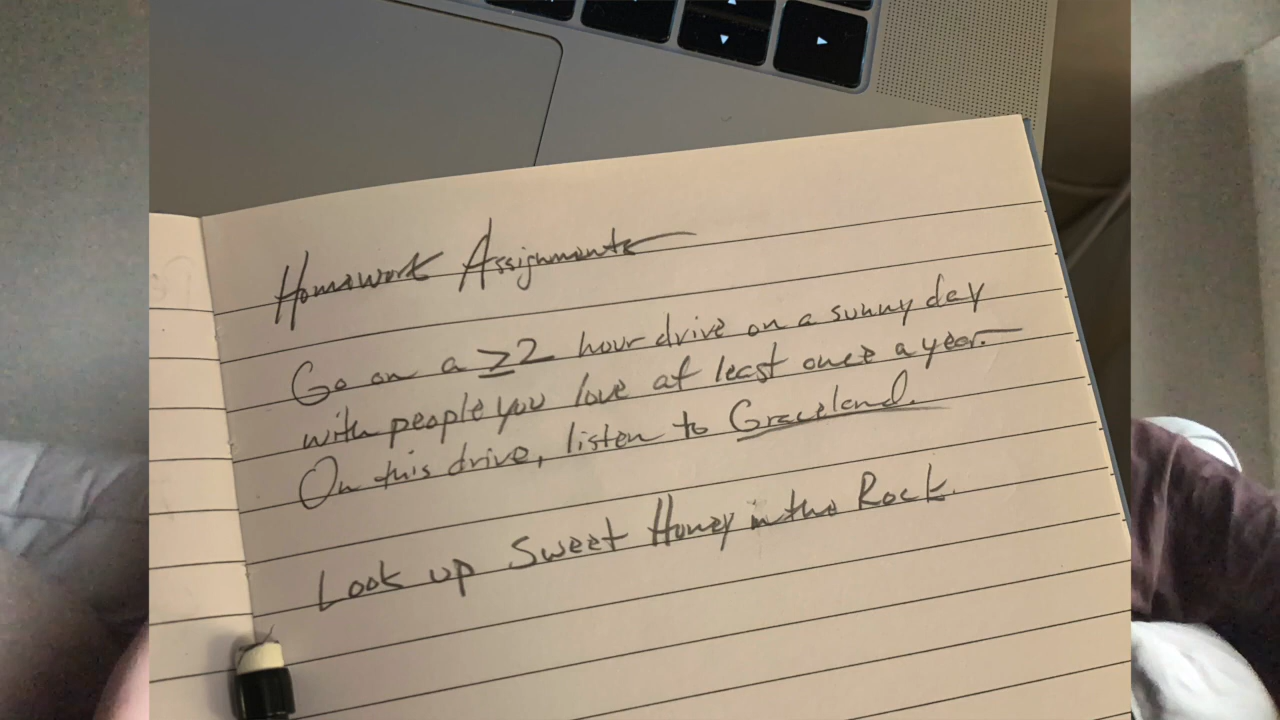 Homework Assignments
Go on a ≥2 hour drive on a sunny day
with people you love at least once a year.
On this drive, listen to Graceland.
Look up Sweet Honey in the Rock.